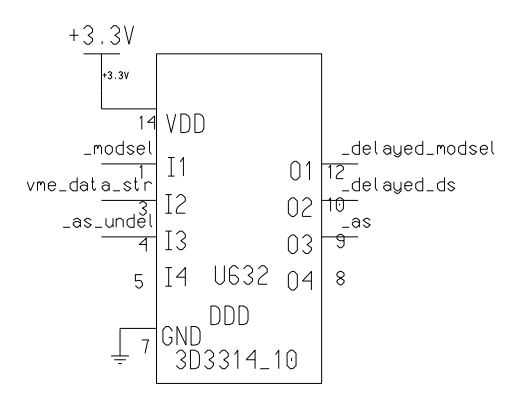 +3.3V
+3.3V
14 VDD
_modsel 1 I1 O1 12 _delayed_modsel
vme_data_str 3 I2 O2 10 _delayed_ds
_as_undel 4 I3 O3 9 _as
5 I4 U632 O4 8
DDD
7 GND
3D3314_10